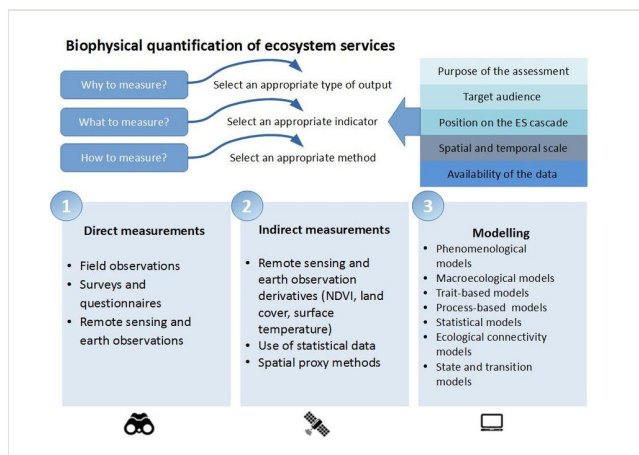 Biophysical quantification of ecosystem services
Why to measure?
Select an appropriate type of output
What to measure?
Select an appropriate indicator
How to measure?
Select an appropriate method
Purpose of the assessment
Target audience
Position on the ES cascade
Spatial and temporal scale
Availability of the data
1
Direct measurements
• Field observations
• Surveys and
questionnaires
• Remote sensing and
earth observations
2
Indirect measurements
• Remote sensing and
earth observation
derivatives (NDVI, land
cover, surface
temperature)
• Use of statistical data
• Spatial proxy methods
3
Modelling
• Phenomenological
models
• Macroecological models
• Trait-based models
• Process-based models
• Statistical models
• Ecological connectivity
models
• State and transition
models